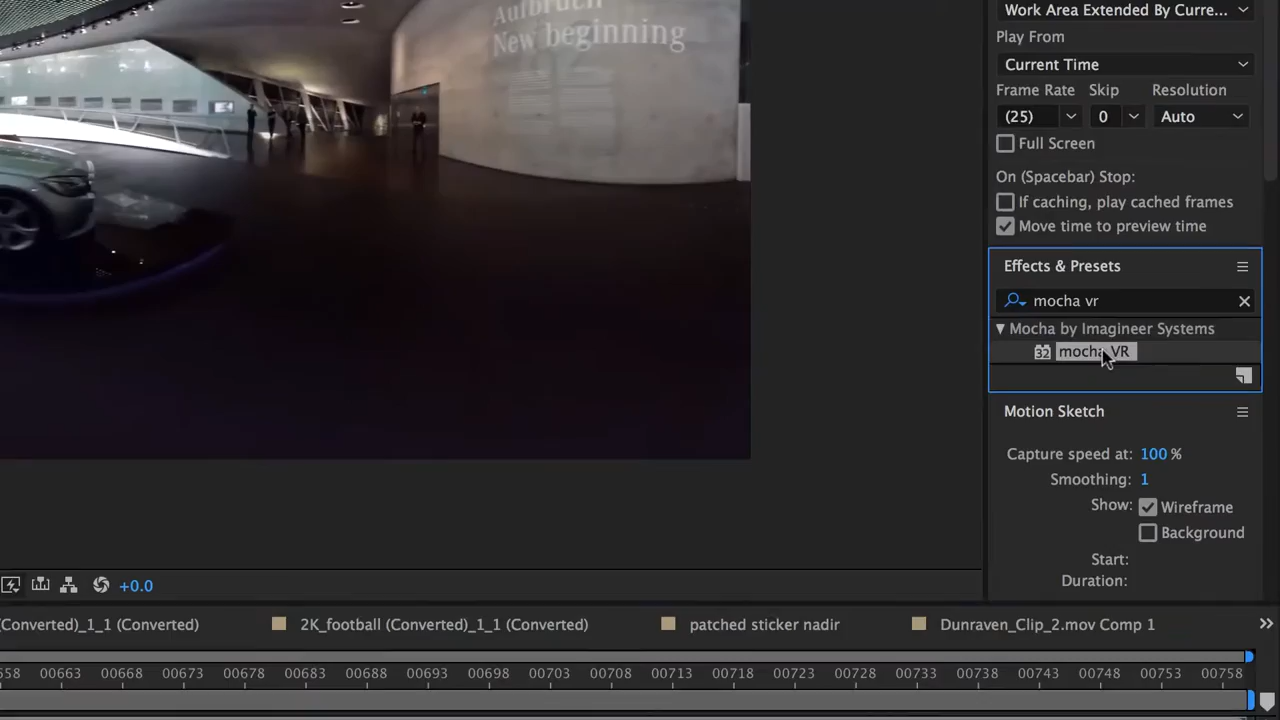 Aufbruch
New beginning
Work Area Extended By Curre...
Play From
Current Time
Frame Rate Skip Resolution
(25) 0 Auto
Full Screen
On (Spacebar) Stop:
If caching, play cached frames
Move time to preview time
Effects & Presets
mocha vr
Mocha by Imagineer Systems
32 mocha VR
Motion Sketch
Capture speed at: 100 %
Smoothing: 1
Show: Wireframe
Background
Start:
Duration:
+0.0
(Converted)_1_1 (Converted) 2K_football (Converted)_1_1 (Converted) patched sticker nadir Dunraven_Clip_2.mov Comp 1
658 00663 00668 00673 00678 00683 00688 00693 00698 00703 00708 00713 00718 00723 00728 00733 00738 00743 00748 00753 00758